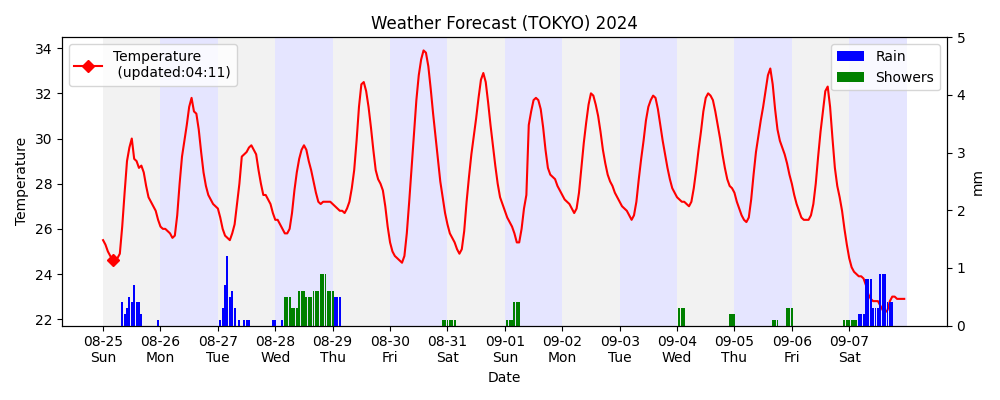 Weather Forecast (TOKYO) 2024
Temperature
(updated:04:11)
Rain
Showers
Temperature
34
32
30
28
26
24
22
5
4
3
2
1
0
mm
08-25 08-26 08-27 08-28 08-29 08-30 08-31 09-01 09-02 09-03 09-04 09-05 09-06 09-07
Sun Mon Tue Wed Thu Fri Sat Sun Mon Tue Wed Thu Fri Sat
Date